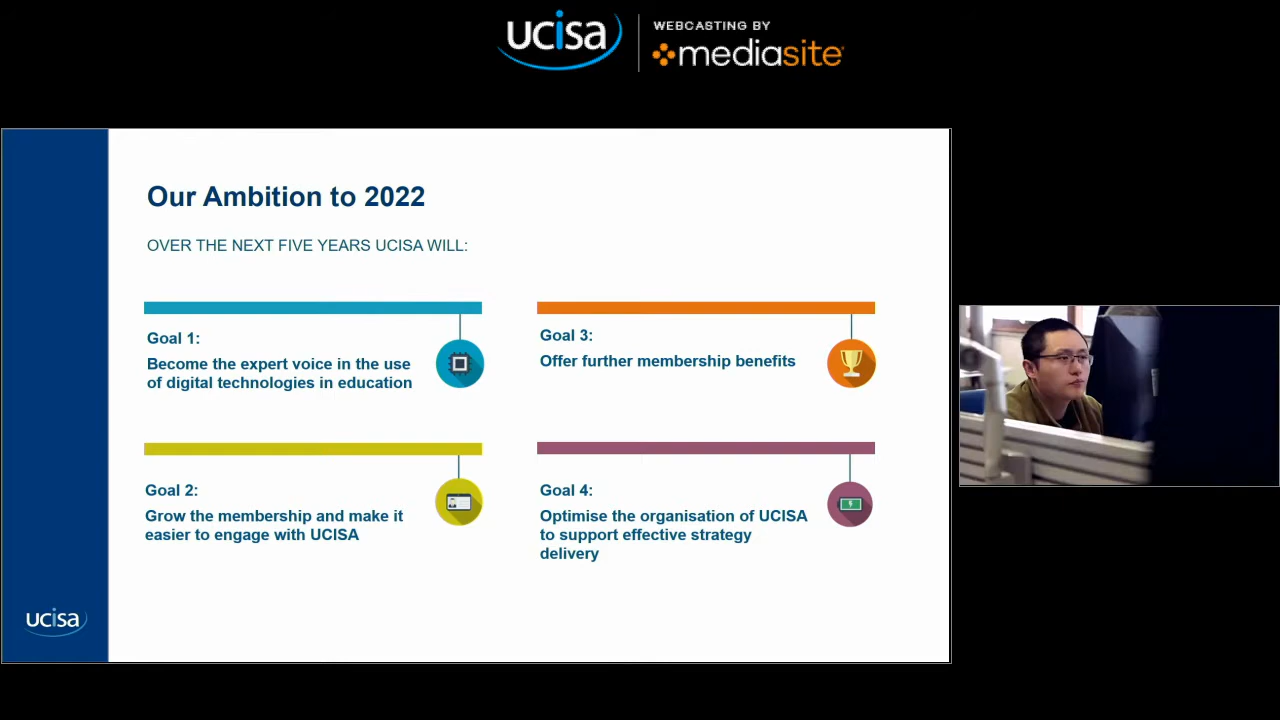 ucisa
WEBCASTING BY
mediasite
Our Ambition to 2022
OVER THE NEXT FIVE YEARS UCISA WILL:
Goal 1:
Become the expert voice in the use
of digital technologies in education
Goal 2:
Grow the membership and make it
easier to engage with UCISA
Goal 3:
Offer further membership benefits
Goal 4:
Optimise the organisation of UCISA
to support effective strategy
delivery
ucisa